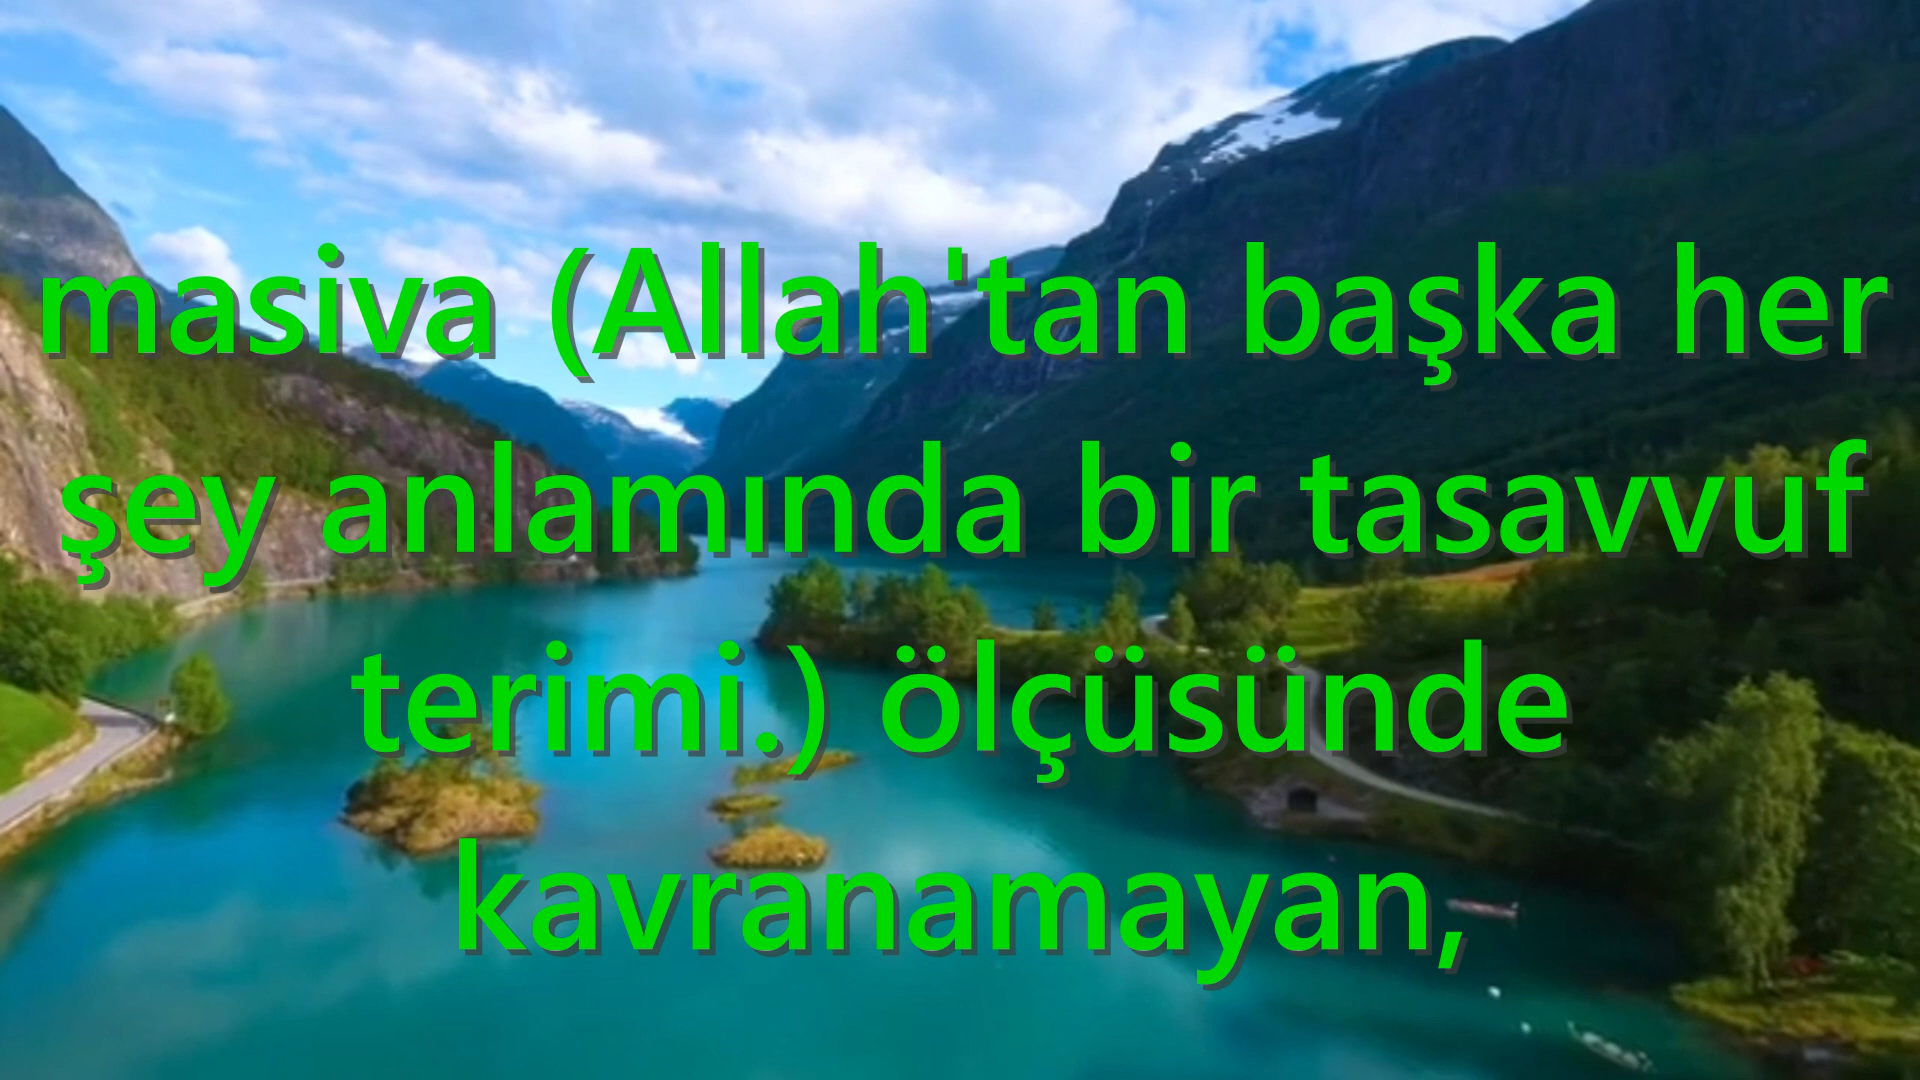 masiva (Allah'tan başka her
şey anlamında bir tasavvuf
terimi.) ölçüsünde
kavranamayan,